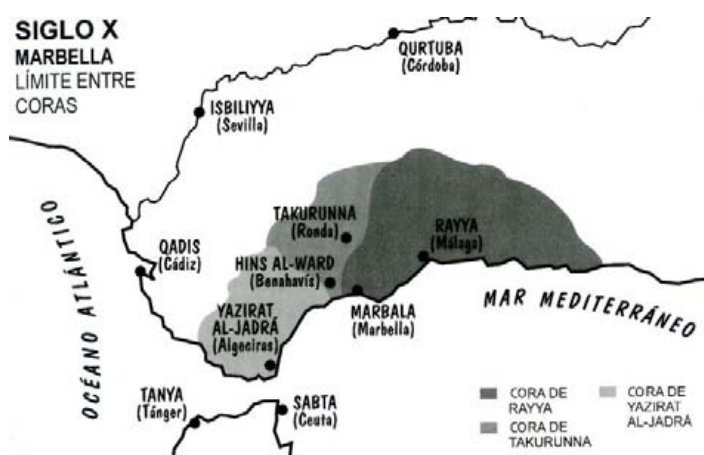 SIGLO X
MARBELLA
LÍMITE ENTRE
CORAS
QURTUBA
(Córdoba)
ISBILIYYA
(Sevilla)
OCÉANO ATLÁNTICO
QADIS
(Cádiz)
TAKURUNNA
(Ronda)
RAYYA
(Málaga)
HINS AL-WARD
(Benahavís)
MARBALA
(Marbella)
YAZIRAT
AL-JADRÁ
(Algeciras)
MAR MEDITERRÁNEO
TANYA
(Tánger)
SABTA
(Ceuta)
CORA DE
RAYYA
CORA DE
TAKURUNNA
CORA DE
YAZIRAT
AL-JADRÁ